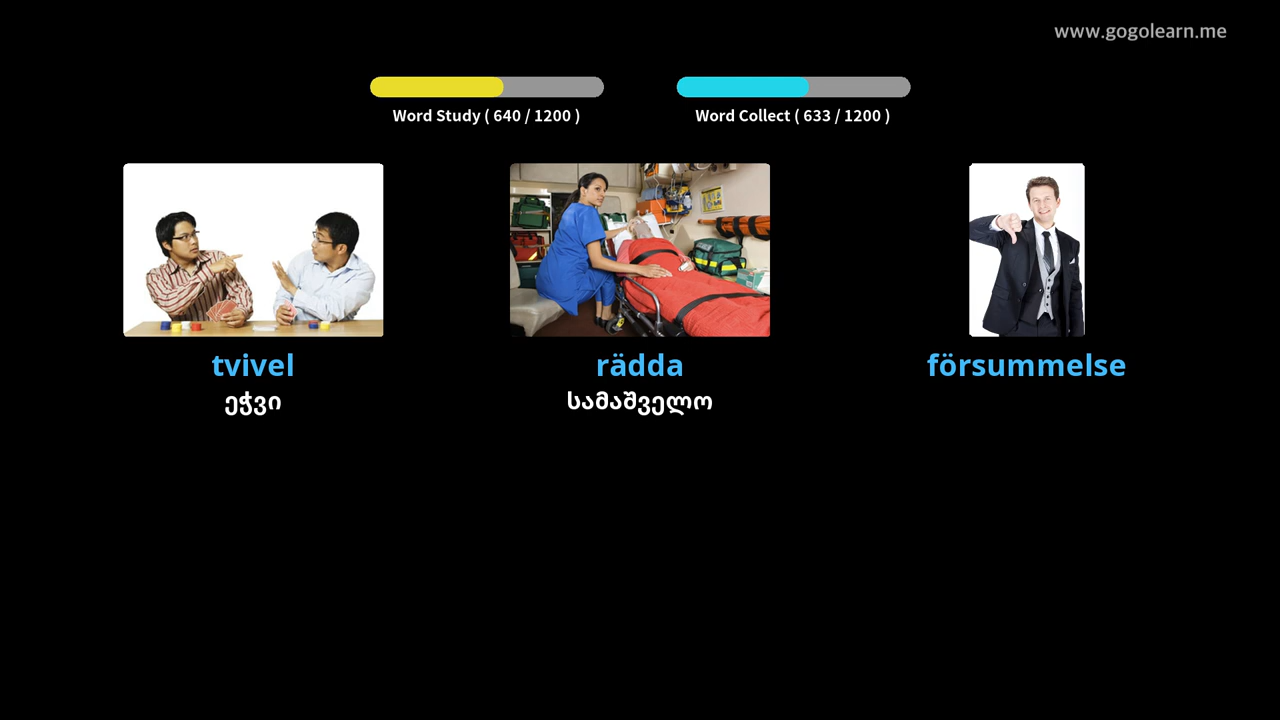 www.gogolearn.me
Word Study ( 640 / 1200 )
Word Collect ( 633 / 1200 )
tvivel
rädda
försummelse
ეჭვი
სამაშველო